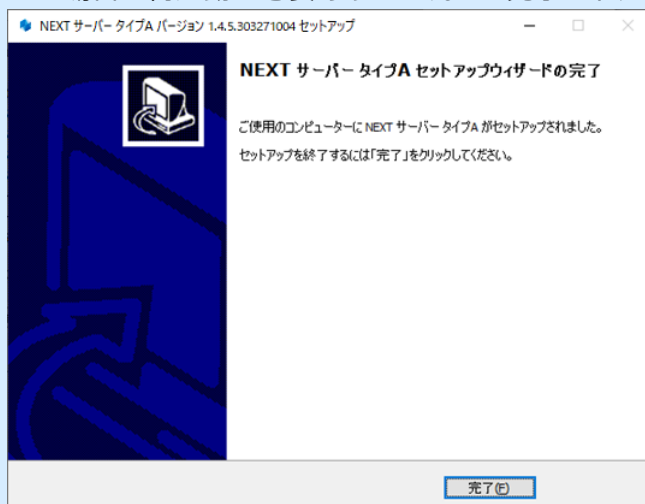 NEXT サーバー タイプA バージョン 1.4.5.303271004 セットアップ
NEXT サーバー タイプA セットアップウィザードの完了
ご使用のコンピューターに NEXT サーバー タイプA がセットアップされました。
セットアップを終了するには「完了」をクリックしてください。
完了(F)